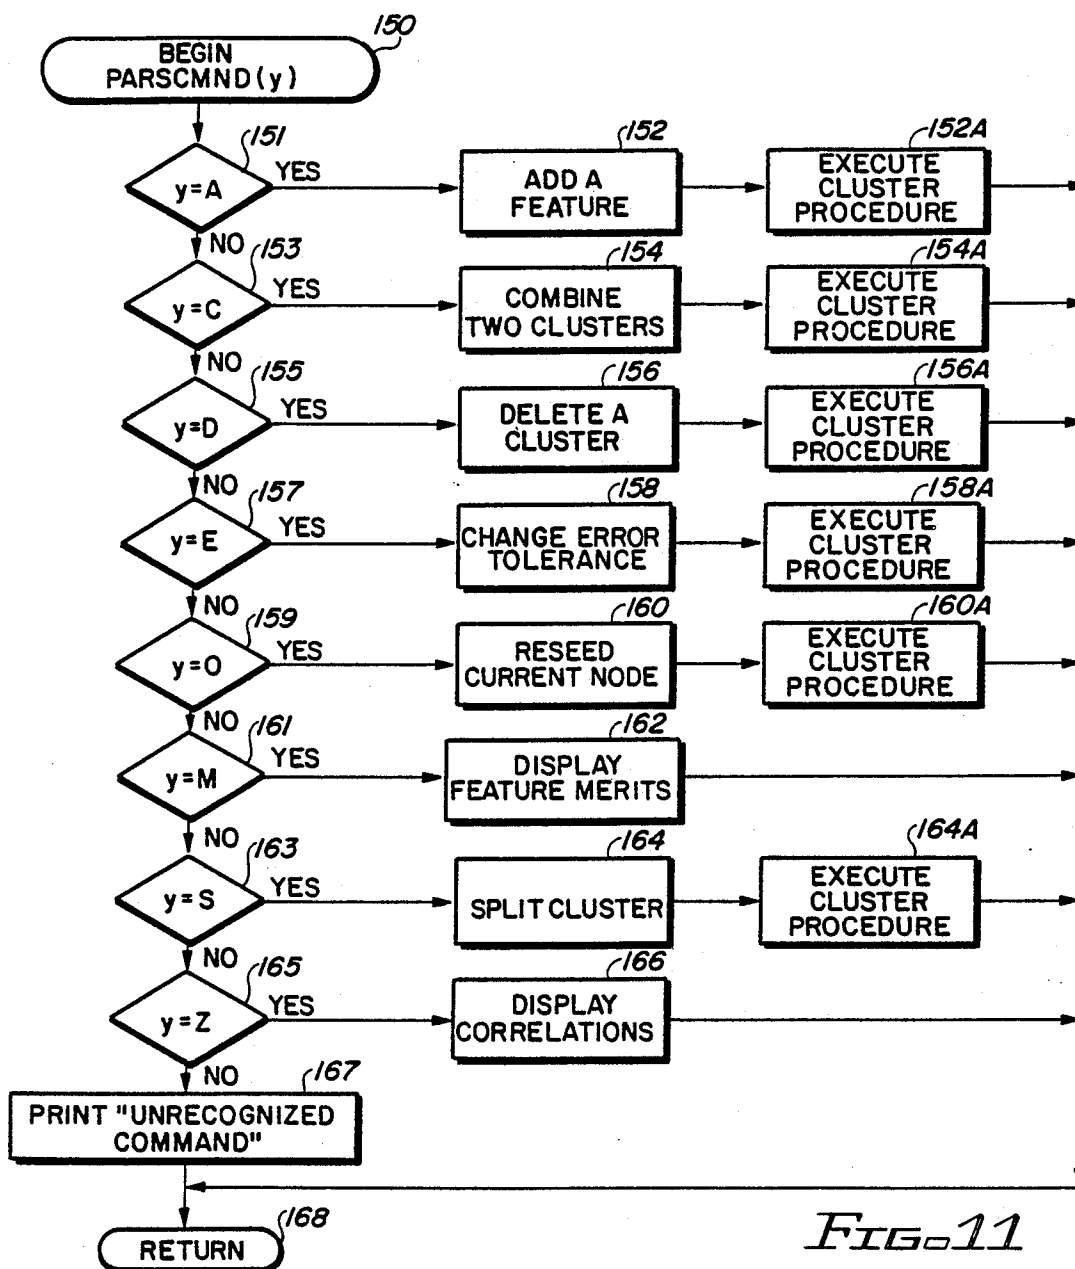 150
BEGIN
PARSCMND (y)
151
y=A
YES
NO
152
ADD A
FEATURE
152A
EXECUTE
CLUSTER
PROCEDURE
153
y=C
YES
NO
154
COMBINE
TWO CLUSTERS
154A
EXECUTE
CLUSTER
PROCEDURE
155
y=D
YES
NO
156
DELETE A
CLUSTER
156A
EXECUTE
CLUSTER
PROCEDURE
157
y=E
YES
NO
158
CHANGE ERROR
TOLERANCE
158A
EXECUTE
CLUSTER
PROCEDURE
159
y=O
YES
NO
160
RESEED
CURRENT NODE
160A
EXECUTE
CLUSTER
PROCEDURE
161
y=M
YES
NO
162
DISPLAY
FEATURE MERITS
163
y=S
YES
NO
164
SPLIT CLUSTER
164A
EXECUTE
CLUSTER
PROCEDURE
165
y=Z
YES
NO
166
DISPLAY
CORRELATIONS
167
PRINT "UNRECOGNIZED
COMMAND"
168
RETURN
FIG. 11